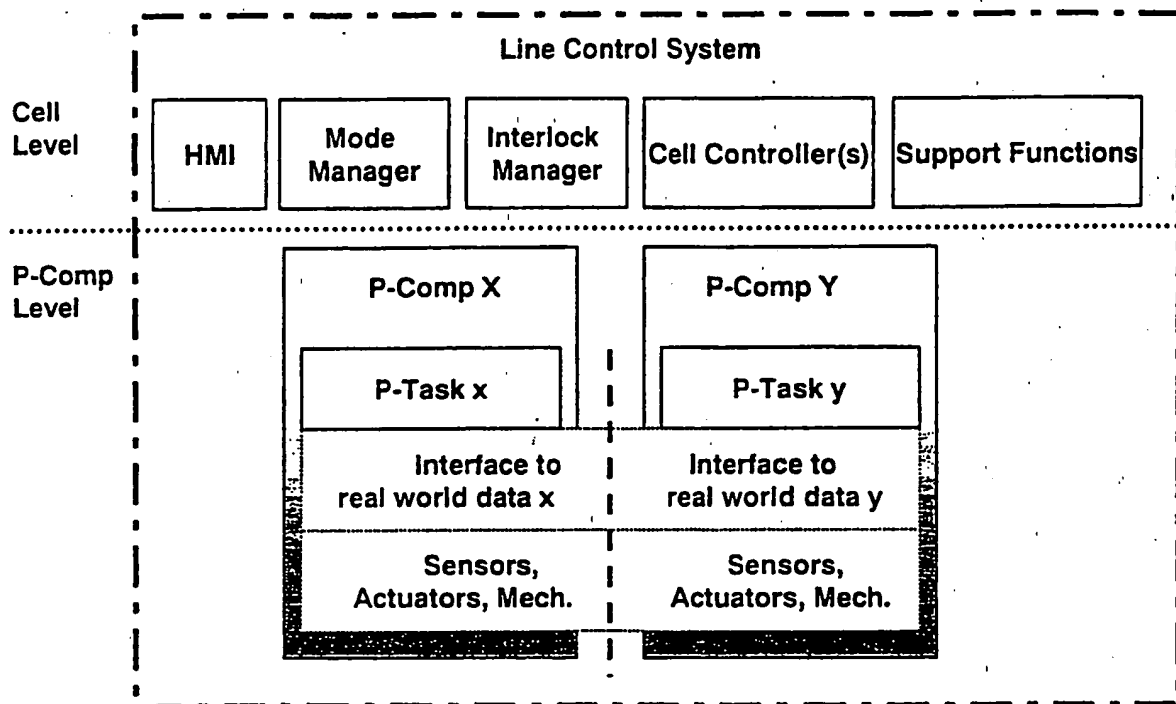 Line Control System
Cell
Level
HMI
Mode
Manager
Interlock
Manager
Cell Controller(s)
Support Functions
P-Comp
Level
P-Comp X
P-Task x
Interface to
real world data x
Sensors,
Actuators, Mech.
P-Comp Y
P-Task y
Interface to
real world data y
Sensors,
Actuators, Mech.